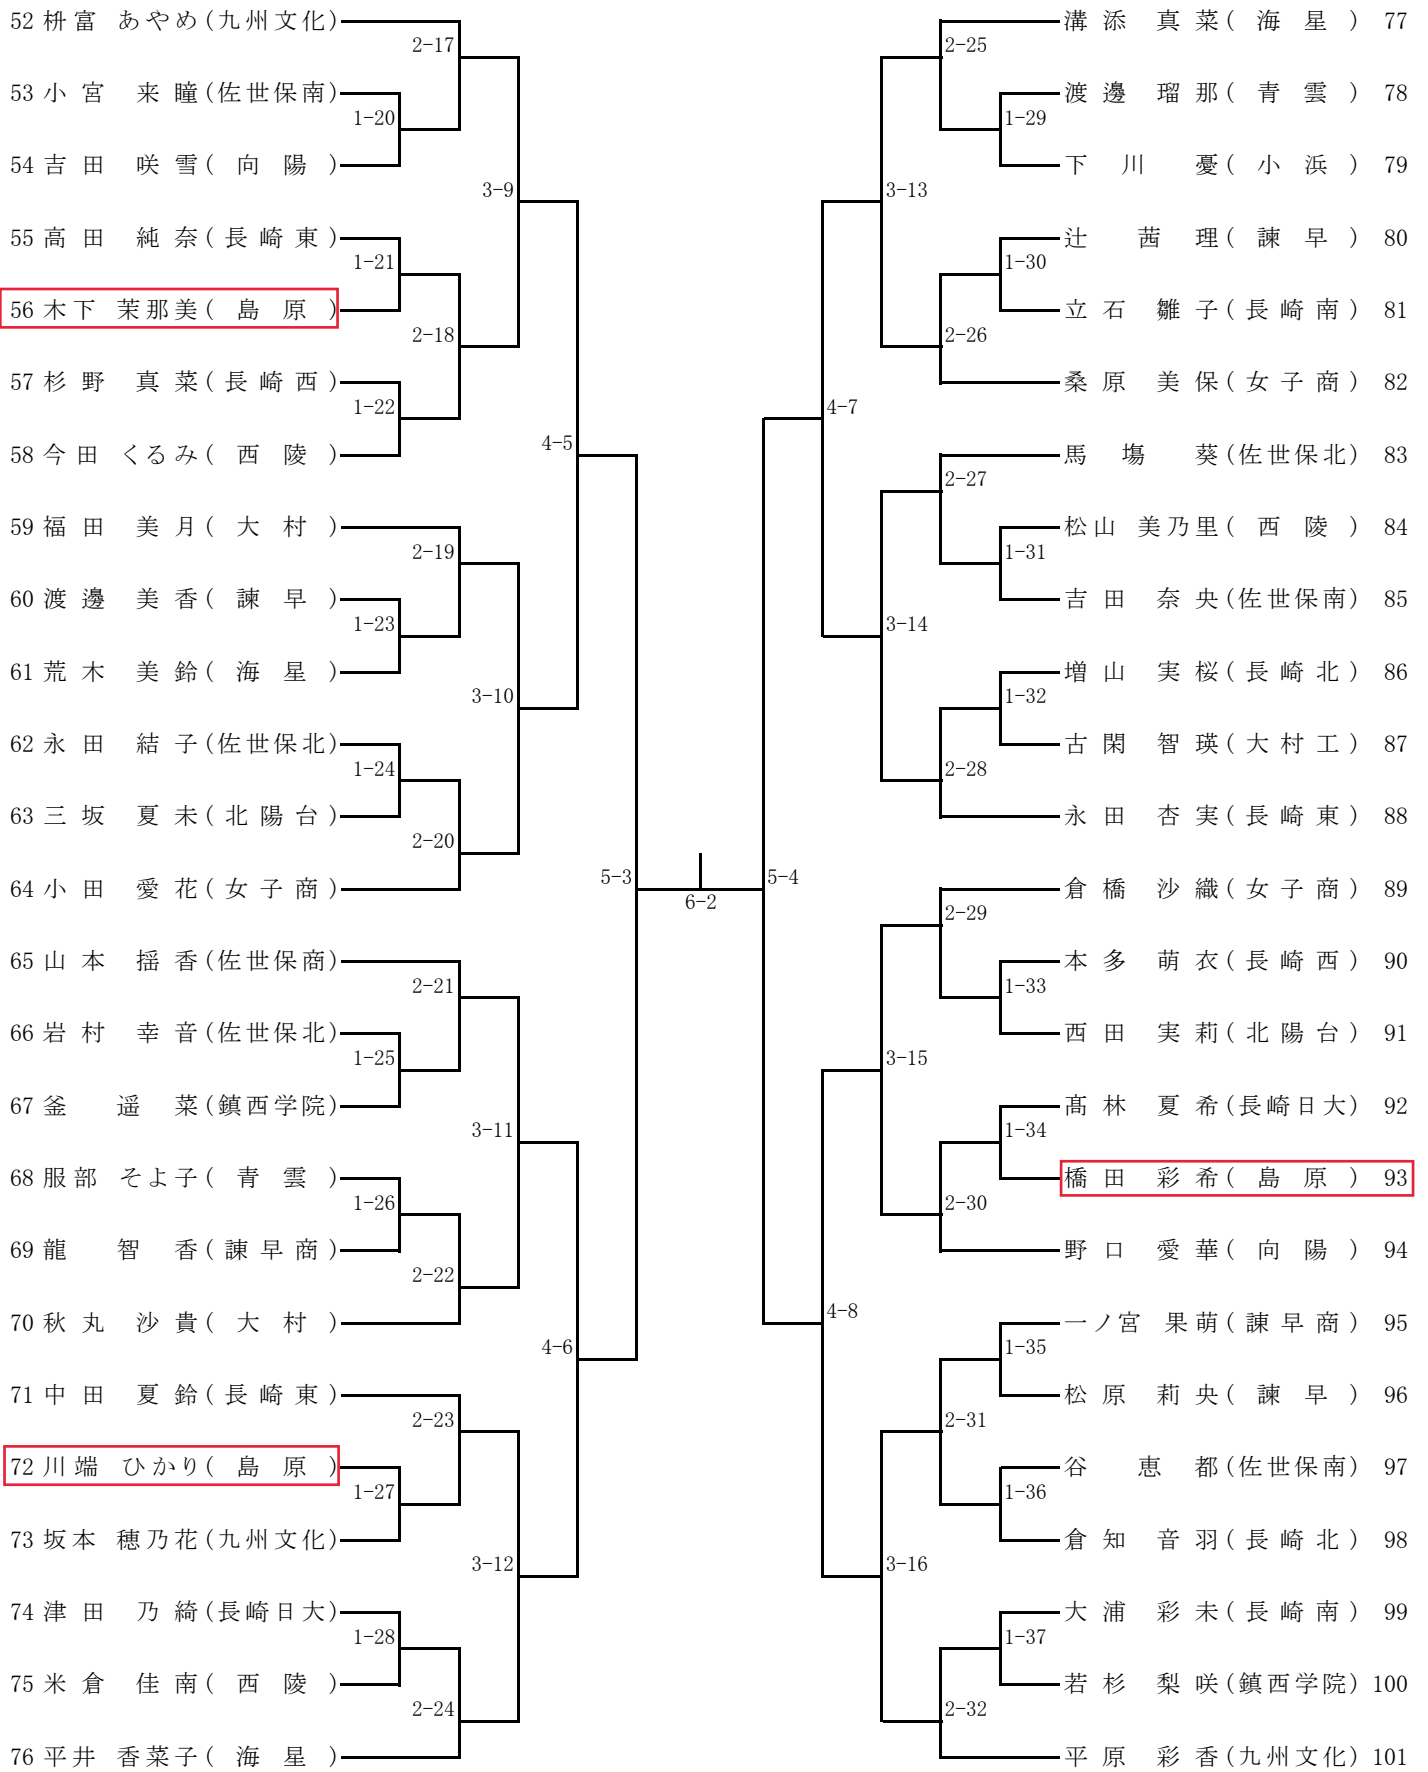 52 枡富 あやめ(九州文化)
2-17
53 小宮 来瞳(佐世保南)
1-20
54 吉田 咲雪(向陽)
3-9
55 高田 純奈(長崎東)
1-21
56 木下 茉那美(島原)
2-18
57 杉野 真菜(長崎西)
1-22
58 今田 くるみ(西陵)
4-5
59 福田 美月(大村)
2-19
60 渡邊 美香(諫早)
1-23
61 荒木 美鈴(海星)
3-10
62 永田 結子(佐世保北)
1-24
63 三坂 夏未(北陽台)
2-20
64 小田 愛花(女子商)
5-3
65 山本 揺香(佐世保商)
2-21
66 岩村 幸音(佐世保北)
1-25
67 釜 遥菜(鎮西学院)
3-11
68 服部 そよ子(青雲)
1-26
69 龍 智香(諫早商)
2-22
70 秋丸 沙貴(大村)
4-6
71 中田 夏鈴(長崎東)
2-23
72 川端 ひかり(島原)
1-27
73 坂本 穂乃花(九州文化)
3-12
74 津田 乃綺(長崎日大)
1-28
75 米倉 佳南(西陵)
2-24
76 平井 香菜子(海星)
6-2
溝添 真菜(海星) 77
2-25
渡邊 瑠那(青雲) 78
1-29
下川 憂(小浜) 79
3-13
辻 茜理(諫早) 80
1-30
立石 雛子(長崎南) 81
2-26
桑原 美保(女子商) 82
4-7
馬塲 葵(佐世保北) 83
2-27
松山 美乃里(西陵) 84
1-31
吉田 奈央(佐世保南) 85
3-14
増山 実桜(長崎北) 86
1-32
古閑 智瑛(大村工) 87
2-28
永田 杏実(長崎東) 88
5-4
倉橋 沙織(女子商) 89
2-29
本多 萌衣(長崎西) 90
1-33
西田 実莉(北陽台) 91
3-15
髙林 夏希(長崎日大) 92
1-34
橋田 彩希(島原) 93
2-30
野口 愛華(向陽) 94
4-8
一ノ宮 果萌(諫早商) 95
1-35
松原 莉央(諫早) 96
2-31
谷 恵都(佐世保南) 97
1-36
倉知 音羽(長崎北) 98
3-16
大浦 彩未(長崎南) 99
1-37
若杉 梨咲(鎮西学院) 100
2-32
平原 彩香(九州文化) 101